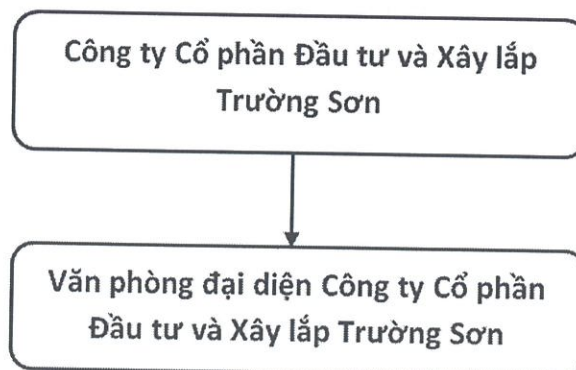 Công ty Cổ phần Đầu tư và Xây lắp
Trường Sơn
Văn phòng đại diện Công ty Cổ phần
Đầu tư và Xây lắp Trường Sơn